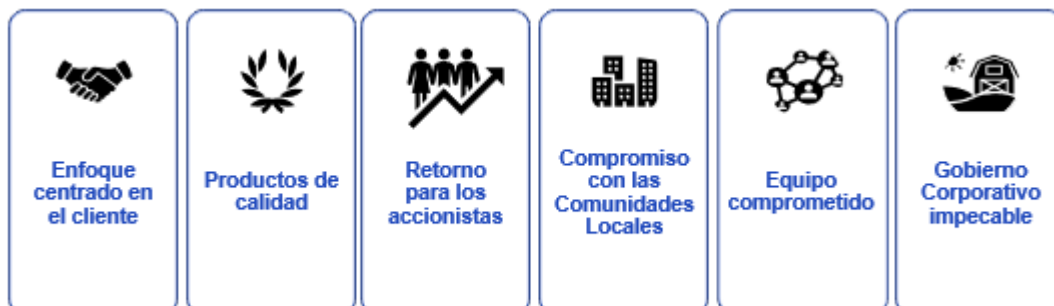 Enfoque
centrado en
el cliente
Productos de
calidad
Retorno
para los
accionistas
Compromiso
con las
Comunidades
Locales
Equipo
comprometido
Gobierno
Corporativo
impecable